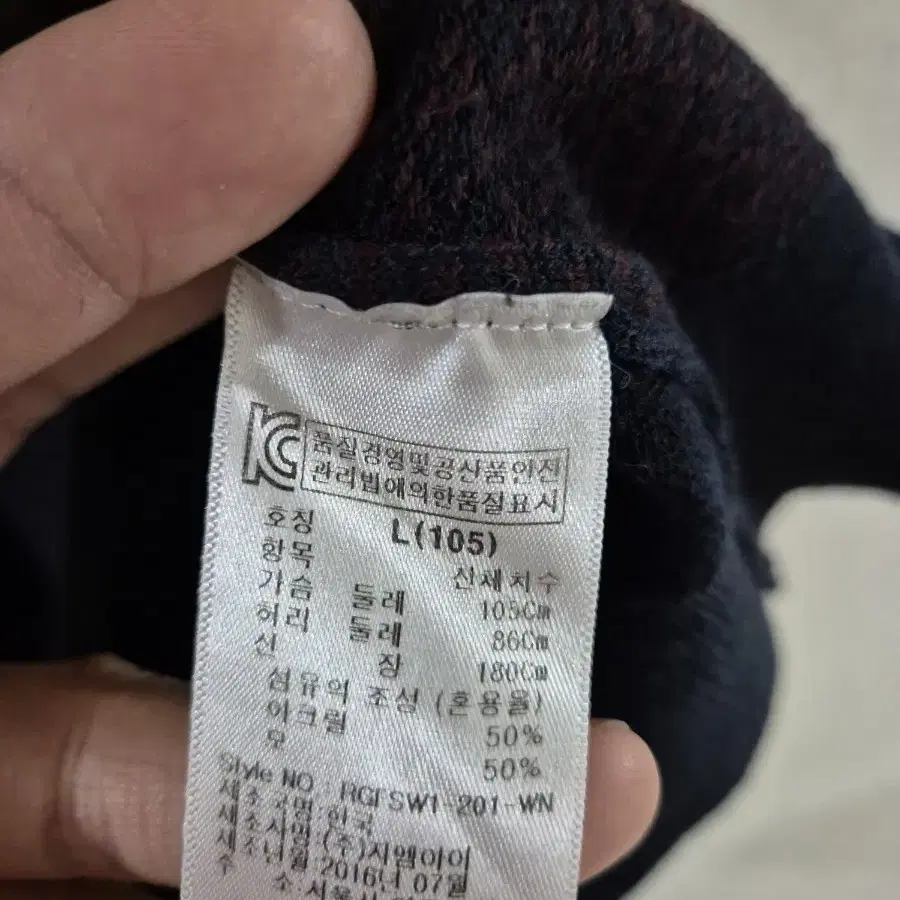 KC 품질경영및공산품안전
관리법에의한품질표시
호칭 L(105)
항목 신체치수
가슴 둘레 105Cm
허리 둘레 86Cm
신 장 180Cm
섬유의 조성 (혼용율)
아크릴 50%
모 50%
Style NO : RGFSW1-201-WN
제조국명:한국
제조자명:(주)지엠아이
제조년월:2016년 07월
소:서울